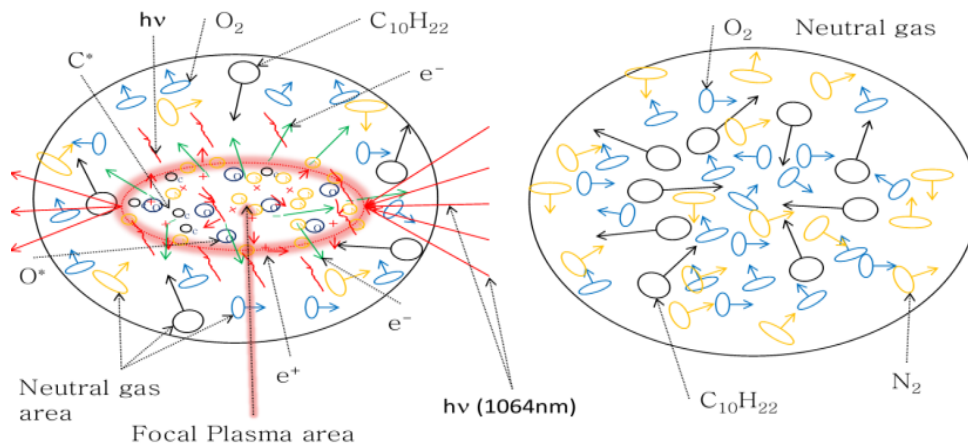 hν
O₂
C₁₀H₂₂
C*
e⁻
O*
e⁻
Neutral gas
area
e⁺
hν (1064nm)
Focal Plasma area
O₂
Neutral gas
C₁₀H₂₂
N₂